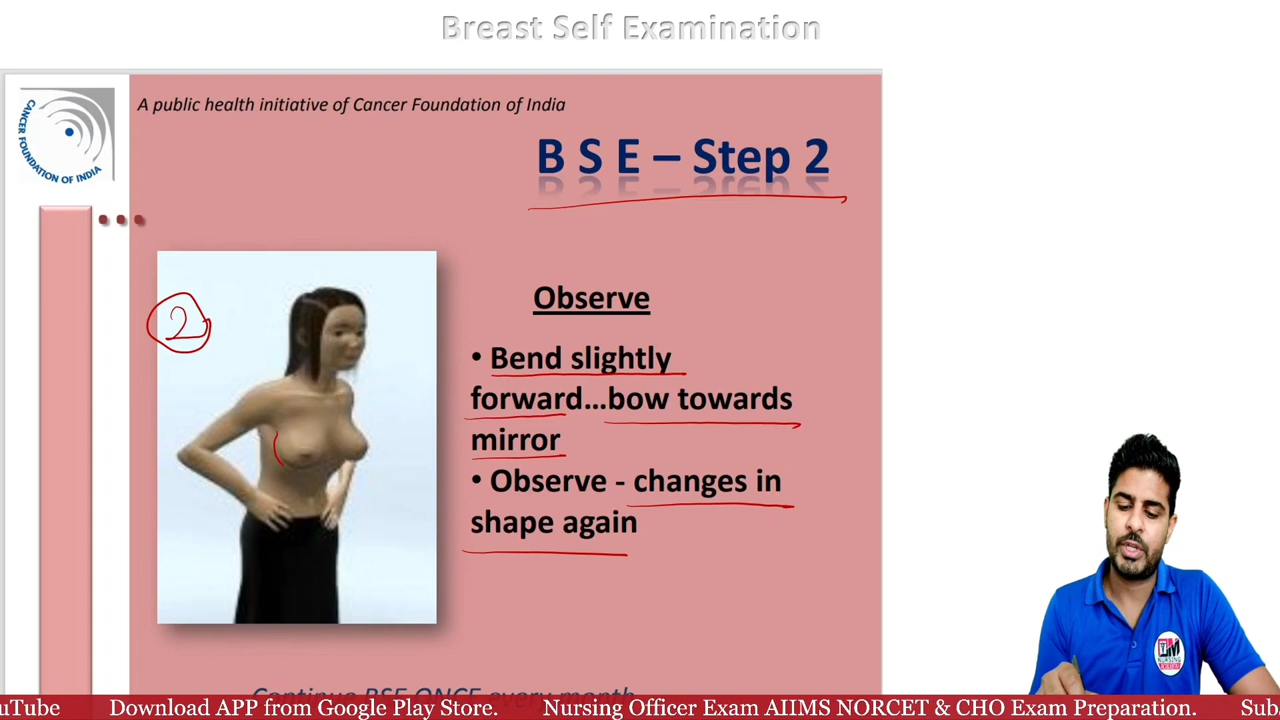 Breast Self Examination
A public health initiative of Cancer Foundation of India
CANCER FOUNDATION OF INDIA
B S E – Step 2
2
Observe
• Bend slightly
forward...bow towards
mirror
• Observe - changes in
shape again
Continue BSE ONCE every month
NURSING
uTube Download APP from Google Play Store. Nursing Officer Exam AIIMS NORCET & CHO Exam Preparation. Sub